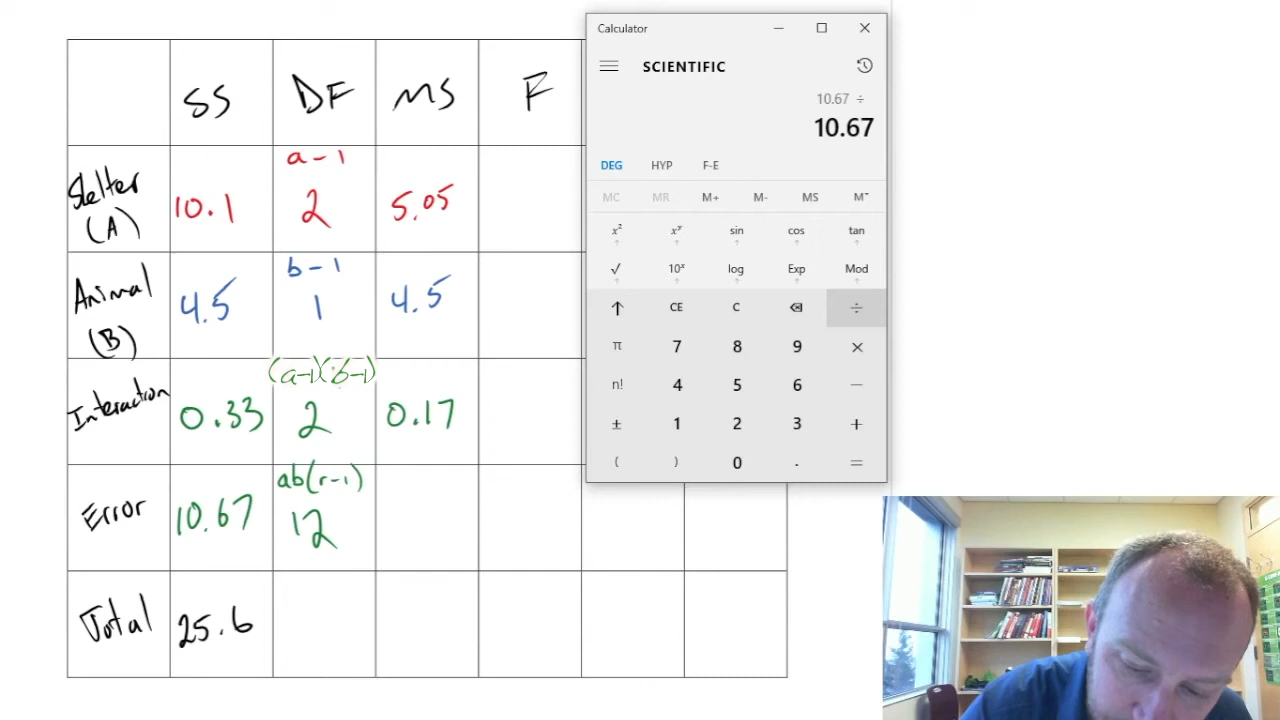 SS DF MS F
Shelter (A) 10.1 a-1 2 5.05
Animal (B) 4.5 b-1 1 4.5
Interaction 0.33 (a-1)(b-1) 2 0.17
Error 10.67 ab(r-1) 12
Total 25.6
Calculator
SCIENTIFIC
10.67 ÷
10.67
DEG HYP F-E
MC MR M+ M- MS M˅
x² xʸ sin cos tan
√ 10ˣ log Exp Mod
↑ CE C ⌫ ÷
π 7 8 9 ×
n! 4 5 6 −
± 1 2 3 +
( ) 0 . =